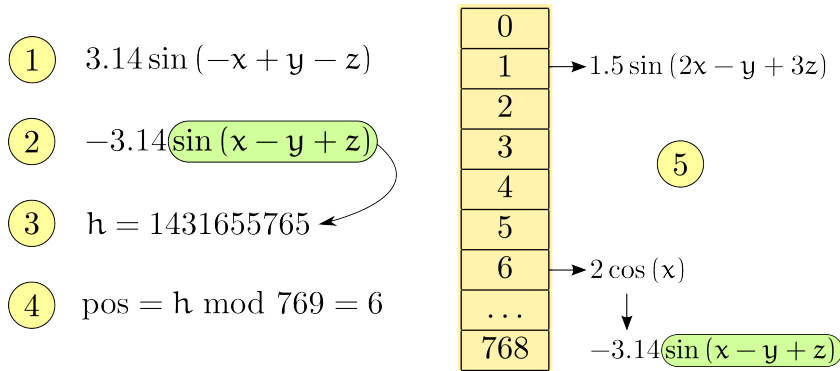 1 3.14 sin (−x + y − z)
2 −3.14 sin (x − y + z)
3 h = 1431655765
4 pos = h mod 769 = 6
0
1 1.5 sin (2x − y + 3z)
2
3
4
5
6 2 cos (x)
...
768 −3.14 sin (x − y + z)
5